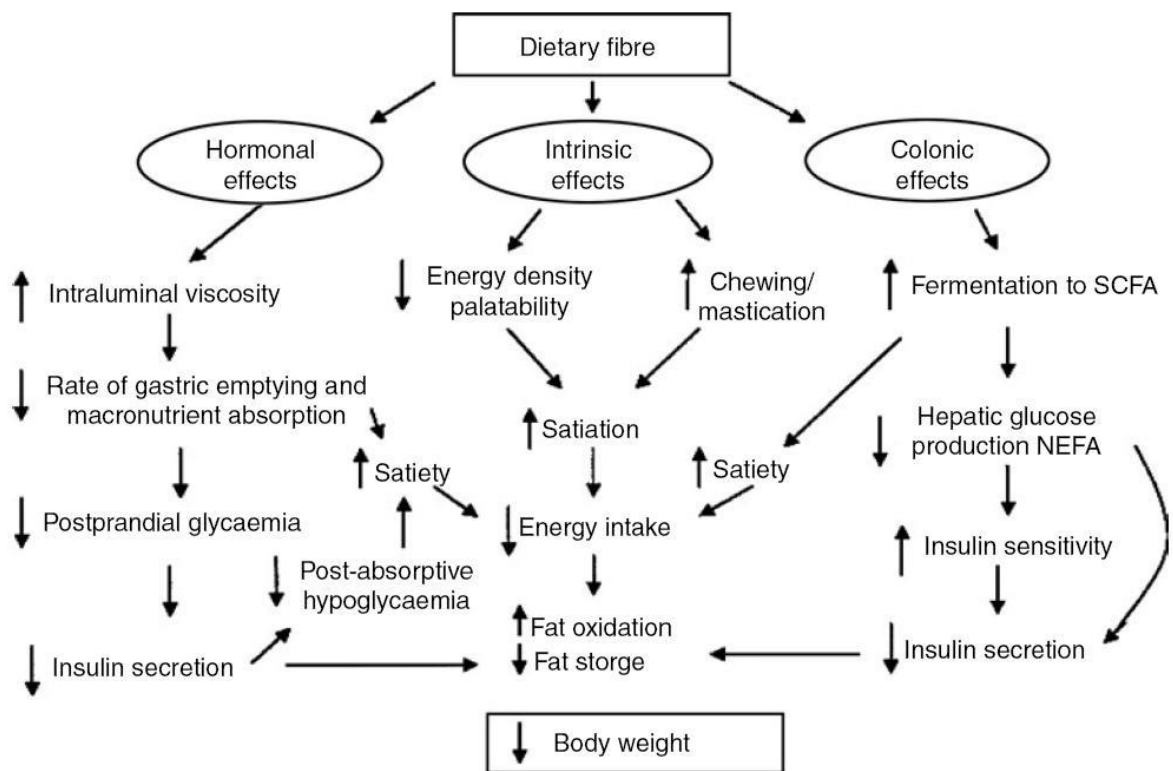 Dietary fibre
Hormonal
effects
Intrinsic
effects
Colonic
effects
Intraluminal viscosity
Energy density
palatability
Chewing/
mastication
Fermentation to SCFA
Rate of gastric emptying and
macronutrient absorption
Satiation
Hepatic glucose
production NEFA
Satiety
Satiety
Postprandial glycaemia
Energy intake
Insulin sensitivity
Post-absorptive
hypoglycaemia
Fat oxidation
Fat storge
Insulin secretion
Insulin secretion
Body weight